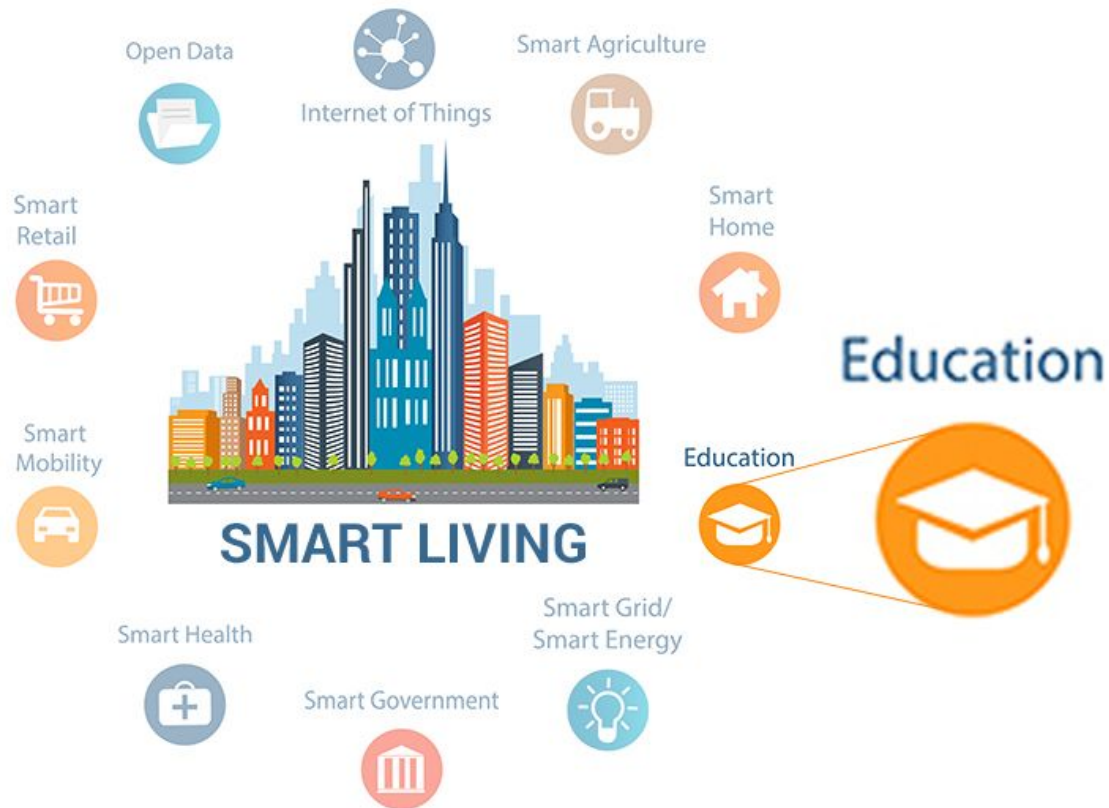 Open Data
Internet of Things
Smart Agriculture
Smart
Retail
Smart
Home
Education
Smart
Mobility
Education
SMART LIVING
Smart Health
Smart Government
Smart Grid/
Smart Energy